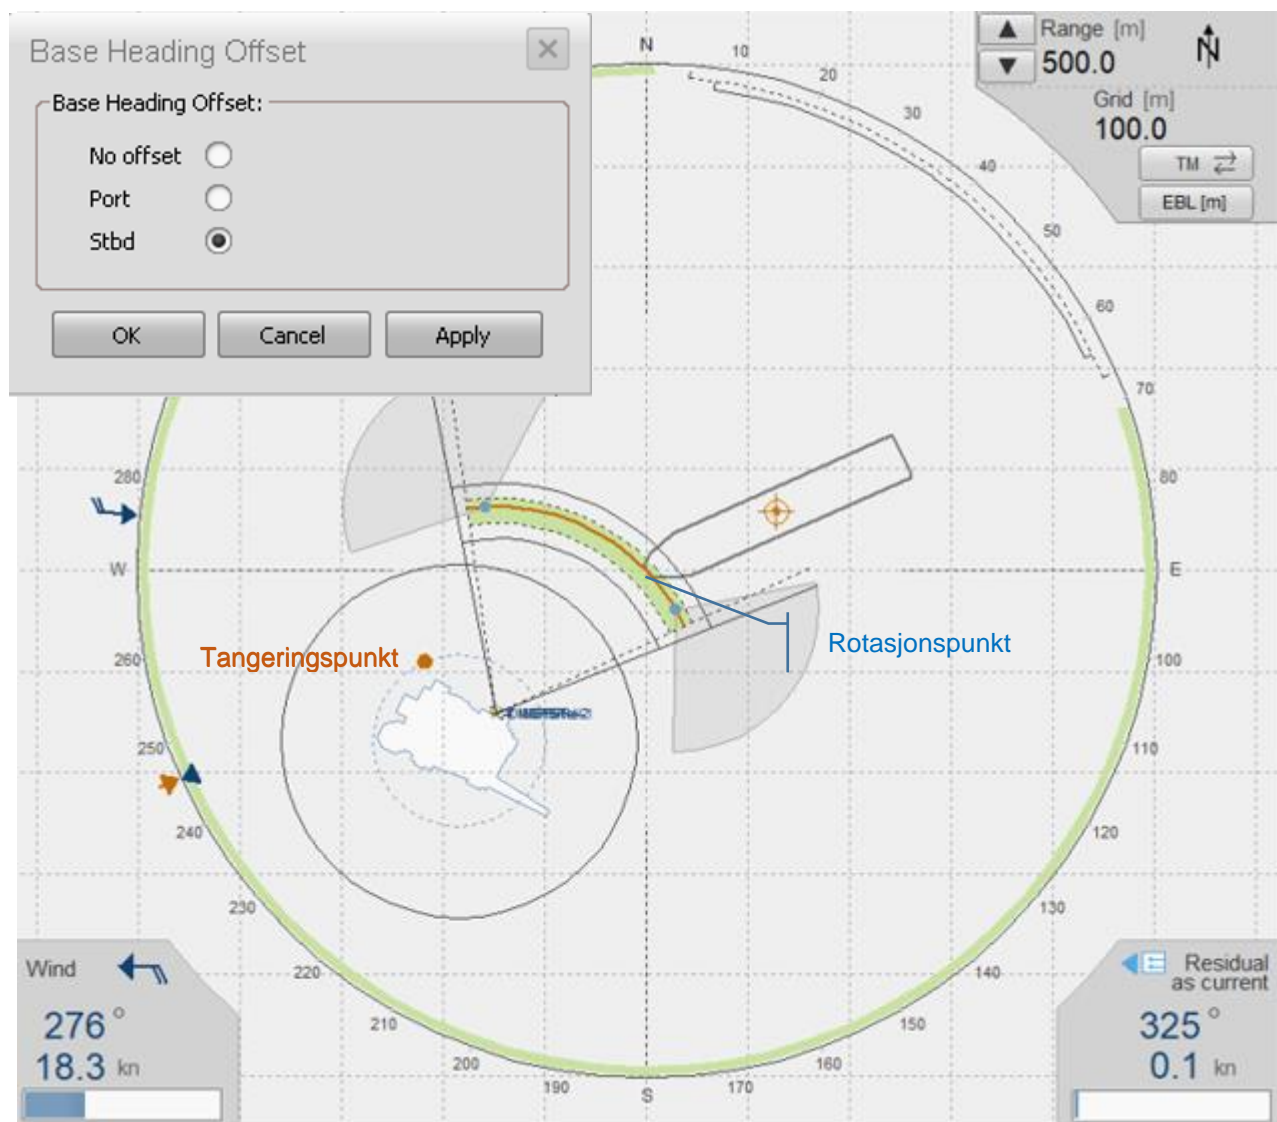 Base Heading Offset
Base Heading Offset:
No offset
Port
Stbd
OK
Cancel
Apply
Range [m]
500.0
N
Grid [m]
100.0
TM
EBL [m]
N
10
20
30
40
50
60
70
80
E
100
110
120
130
140
150
160
170
S
190
200
210
220
230
240
250
260
W
280
Tangeringspunkt
Rotasjonspunkt
Wind
276°
18.3 kn
Residual
as current
325°
0.1 kn